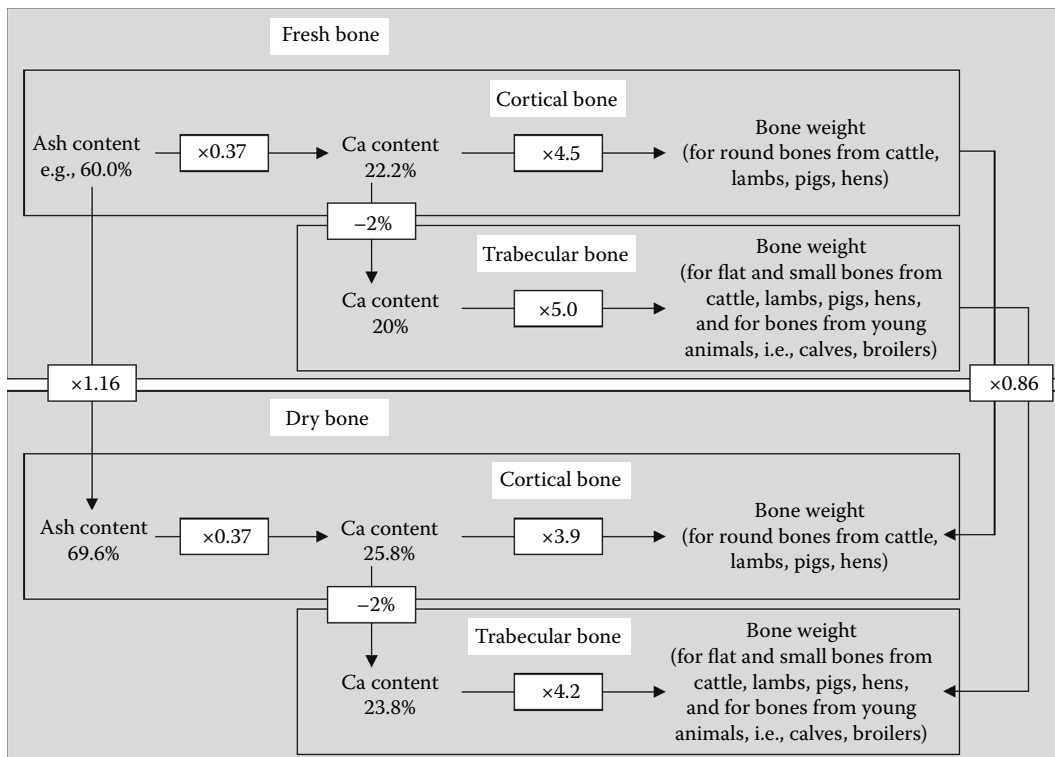 Fresh bone
Cortical bone
Ash content
e.g., 60.0%
×0.37
Ca content
22.2%
×4.5
Bone weight
(for round bones from cattle,
lambs, pigs, hens)
−2%
Trabecular bone
Ca content
20%
×5.0
Bone weight
(for flat and small bones from
cattle, lambs, pigs, hens,
and for bones from young
animals, i.e., calves, broilers)
×1.16
×0.86
Dry bone
Cortical bone
Ash content
69.6%
×0.37
Ca content
25.8%
×3.9
Bone weight
(for round bones from cattle,
lambs, pigs, hens)
−2%
Trabecular bone
Ca content
23.8%
×4.2
Bone weight
(for flat and small bones from
cattle, lambs, pigs, hens,
and for bones from young
animals, i.e., calves, broilers)